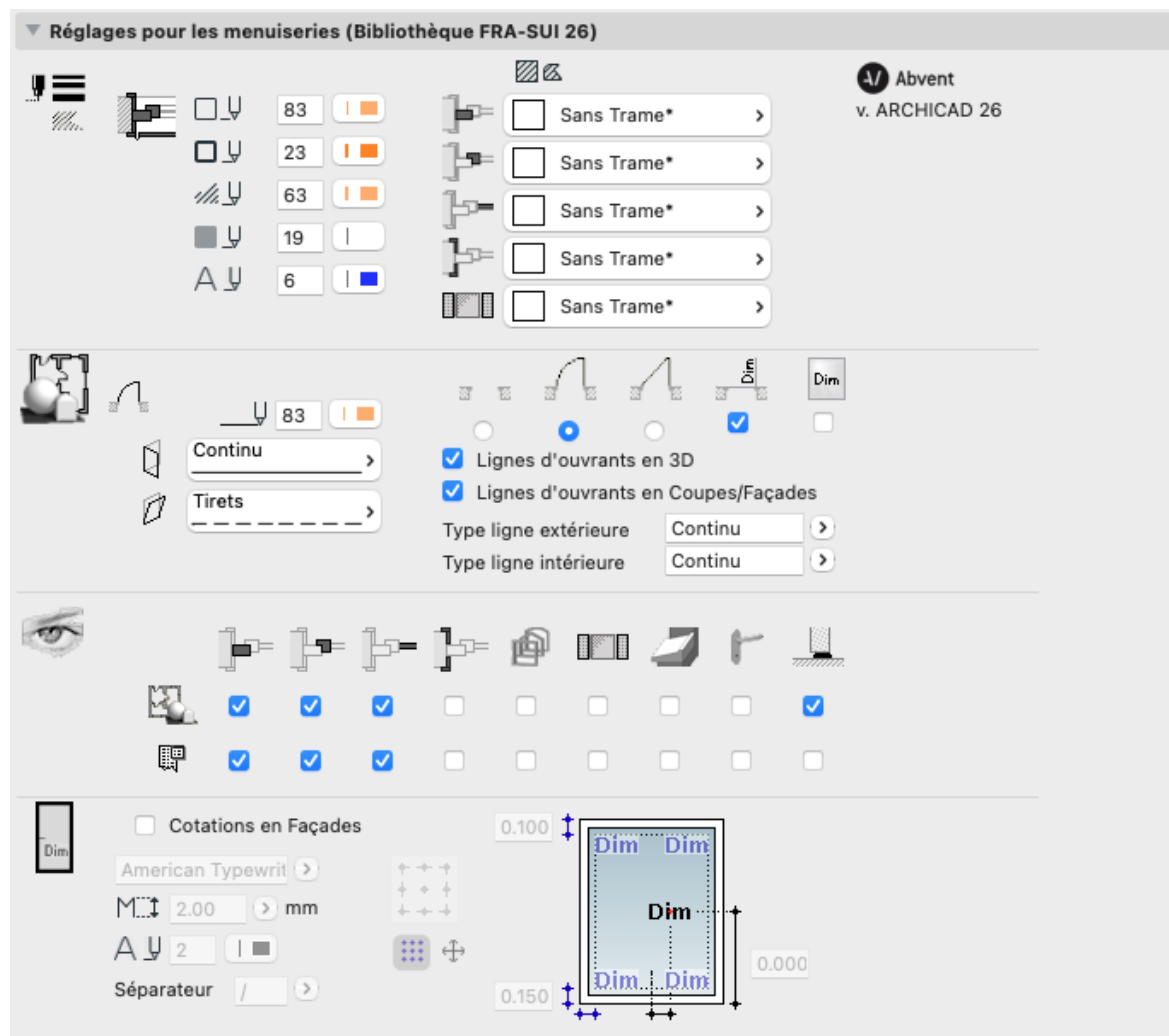 Réglages pour les menuiseries (Bibliothèque FRA-SUI 26)
Abvent
v. ARCHICAD 26
83
Sans Trame*
23
Sans Trame*
63
Sans Trame*
19
Sans Trame*
A 6
Sans Trame*
Dim
Dim
83
Continu
Lignes d'ouvrants en 3D
Tirets
Lignes d'ouvrants en Coupes/Façades
Type ligne extérieure Continu
Type ligne intérieure Continu
Dim
Cotations en Façades
0.100
Dim Dim
American Typewrit
M 2.00 mm
Dim
A 2
0.000
Séparateur /
Dim Dim
0.150